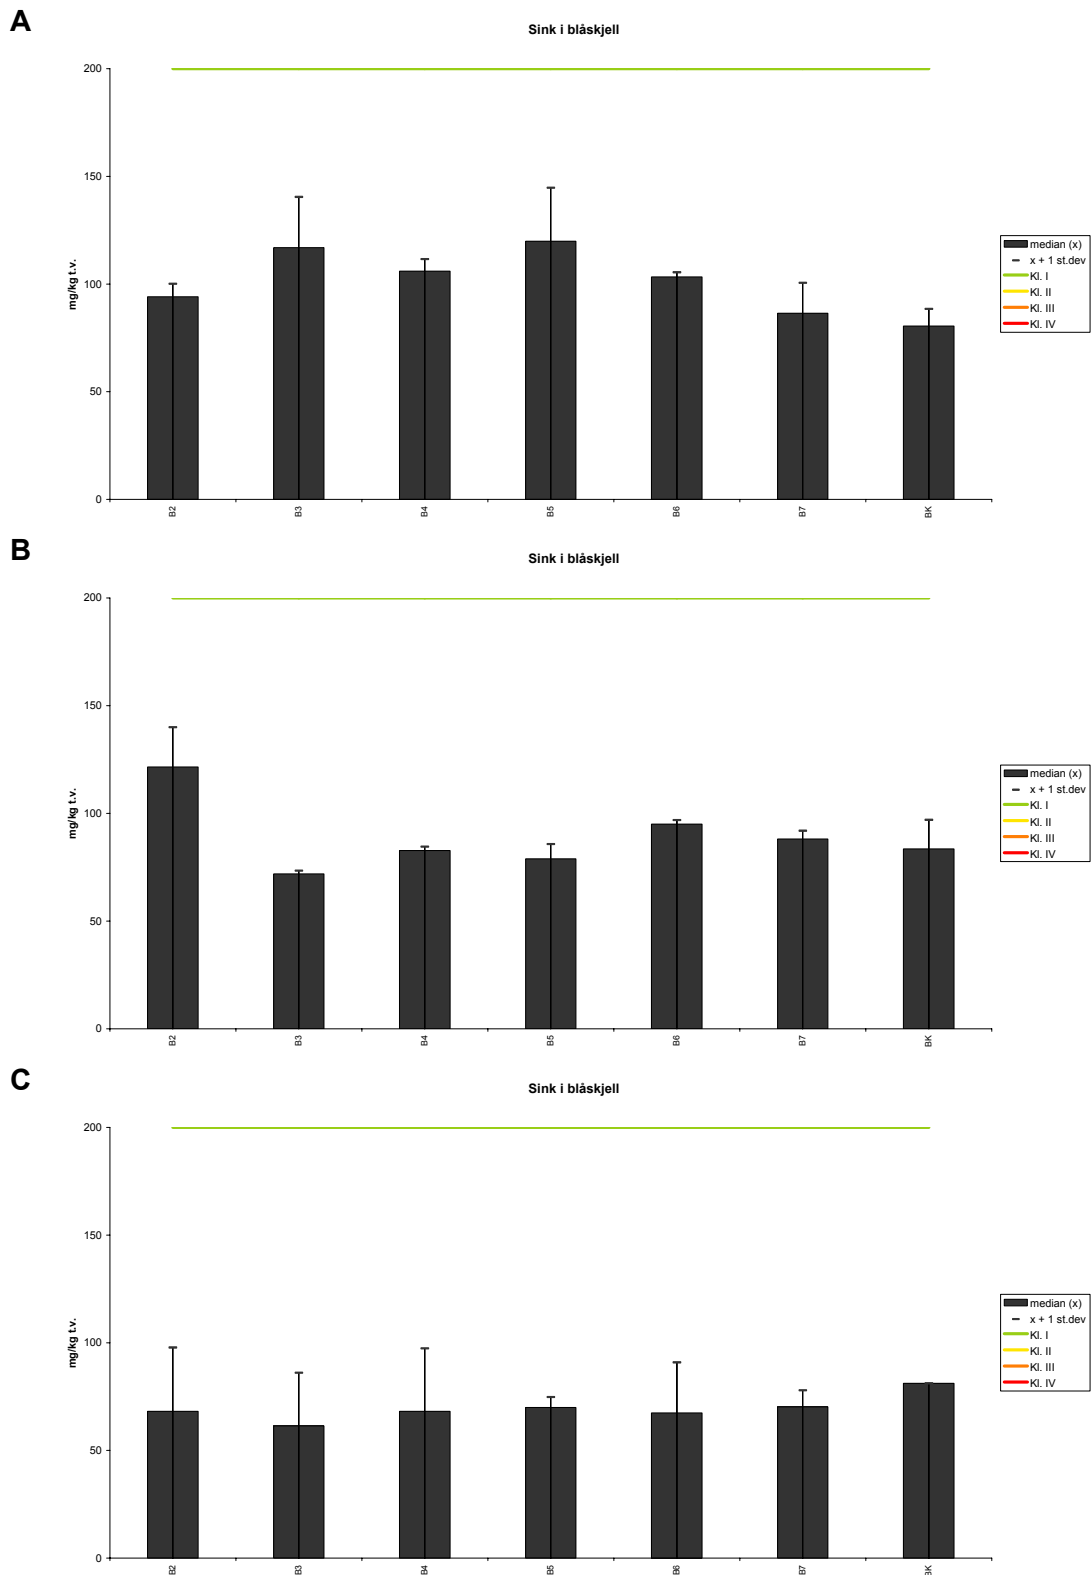 A
Sink i blåskjell
200
150
100
50
0
mg/kg t.v.
B2
B3
B4
B5
B6
B7
BK
median (x)
x + 1 st.dev
Kl. I
Kl. II
Kl. III
Kl. IV
B
Sink i blåskjell
200
150
100
50
0
mg/kg t.v.
B2
B3
B4
B5
B6
B7
BK
median (x)
x + 1 st.dev
Kl. I
Kl. II
Kl. III
Kl. IV
C
Sink i blåskjell
200
150
100
50
0
mg/kg t.v.
B2
B3
B4
B5
B6
B7
BK
median (x)
x + 1 st.dev
Kl. I
Kl. II
Kl. III
Kl. IV